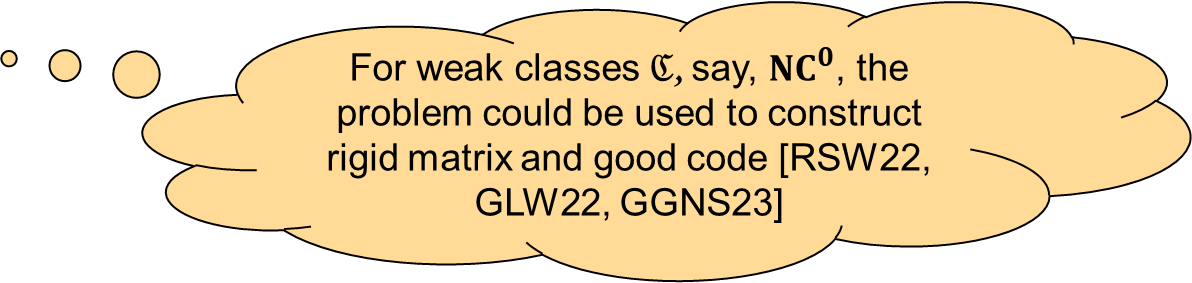 For weak classes ℭ, say, 𝐍𝐂⁰, the
problem could be used to construct
rigid matrix and good code [RSW22,
GLW22, GGNS23]